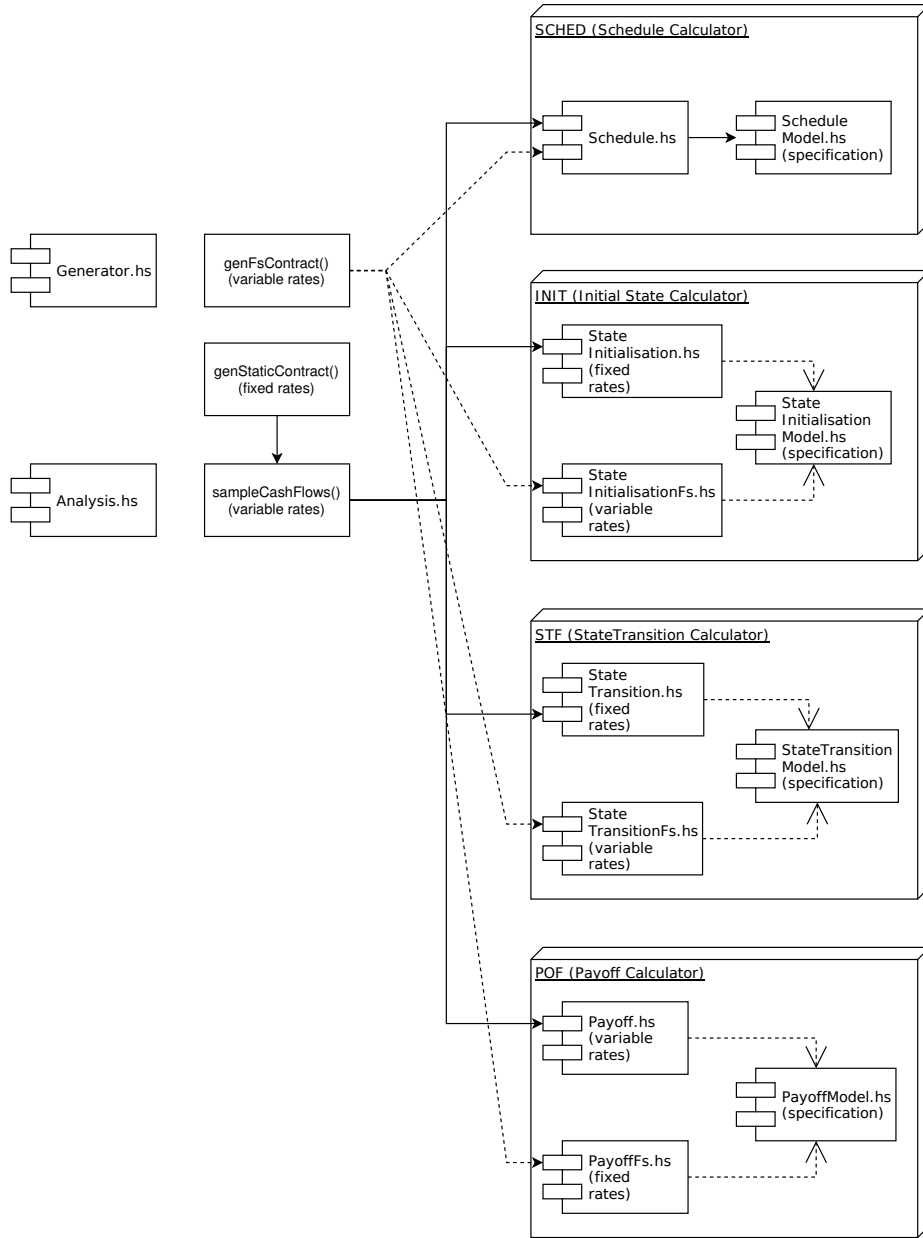 SCHED (Schedule Calculator)
Schedule.hs
Schedule
Model.hs
(specification)
Generator.hs
genFsContract()
(variable rates)
genStaticContract()
(fixed rates)
Analysis.hs
sampleCashFlows()
(variable rates)
INIT (Initial State Calculator)
State
Initialisation.hs
(fixed
rates)
State
Initialisation
Model.hs
(specification)
State
InitialisationFs.hs
(variable
rates)
STF (StateTransition Calculator)
State
Transition.hs
(fixed
rates)
StateTransition
Model.hs
(specification)
State
TransitionFs.hs
(variable
rates)
POF (Payoff Calculator)
Payoff.hs
(variable
rates)
PayoffModel.hs
(specification)
PayoffFs.hs
(fixed
rates)